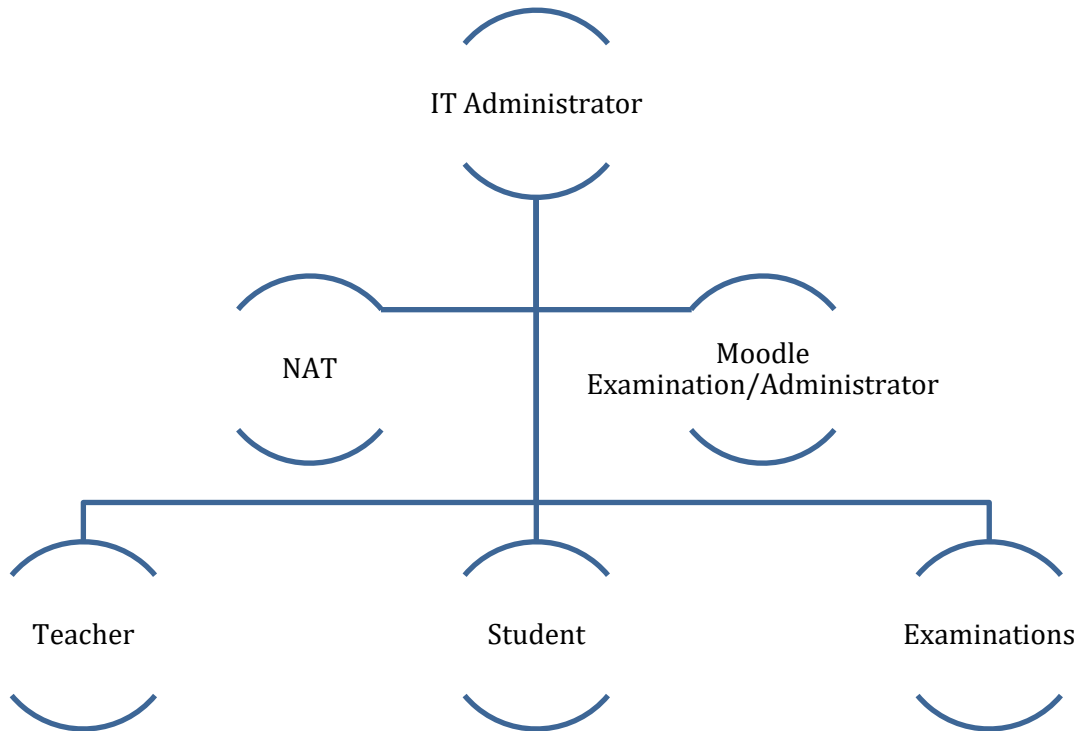 IT Administrator
NAT
Moodle
Examination/Administrator
Teacher
Student
Examinations